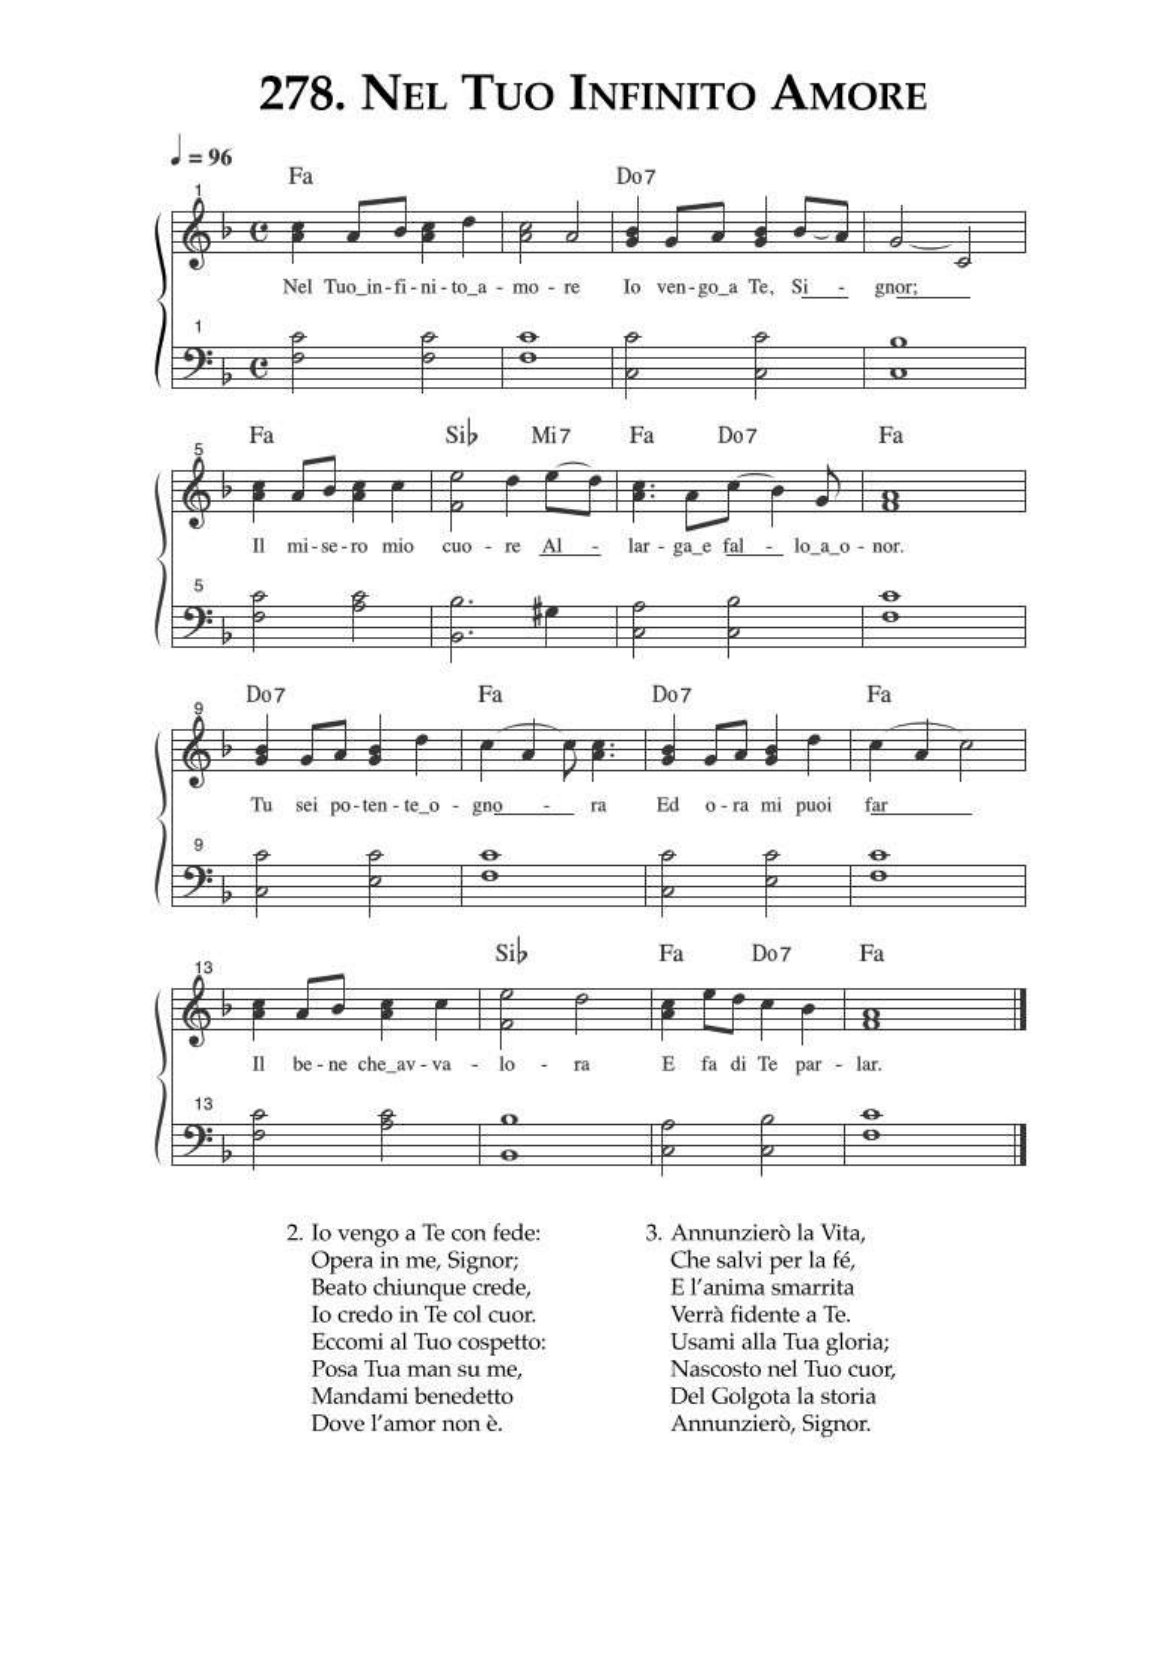 278. NEL TUO INFINITO AMORE
= 96
Fa Do7
1
Nel Tuo_in-fi-ni-to_a - mo - re Io ven-go_a Te, Si - gnor;
1
Fa Si♭ Mi7 Fa Do7 Fa
5
Il mi-se-ro mio cuo - re Al - lar - ga_e fal - lo_a_o - nor.
5
Do7 Fa Do7 Fa
9
Tu sei po-ten-te_o - gno - ra Ed o-ra mi puoi far
9
Si♭ Fa Do7 Fa
13
Il be-ne che_av-va - lo - ra E fa di Te par - lar.
13
2. Io vengo a Te con fede:
Opera in me, Signor;
Beato chiunque crede,
Io credo in Te col cuor.
Eccomi al Tuo cospetto:
Posa Tua man su me,
Mandami benedetto
Dove l'amor non è.
3. Annunzierò la Vita,
Che salvi per la fé,
E l'anima smarrita
Verrà fidente a Te.
Usami alla Tua gloria;
Nascosto nel Tuo cuor,
Del Golgota la storia
Annunzierò, Signor.